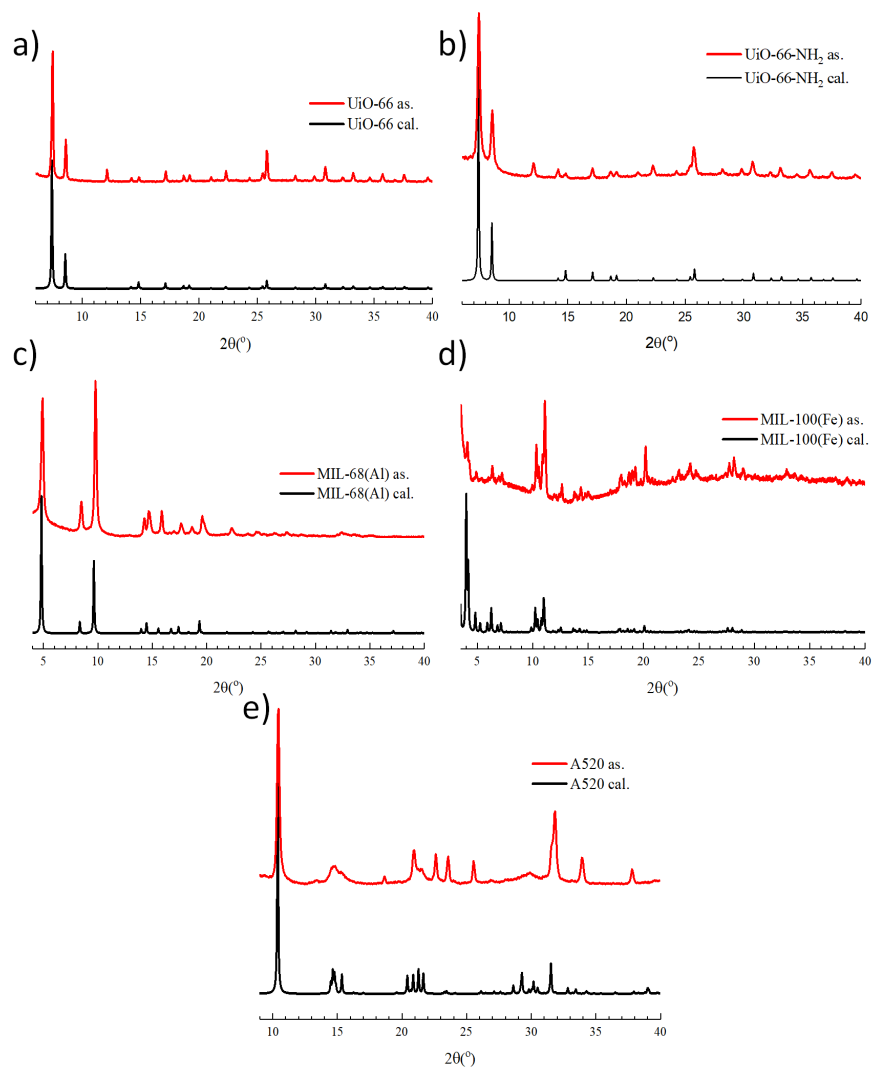 a)
UiO-66 as.
UiO-66 cal.
10 15 20 25 30 35 40
2θ(°)
b)
UiO-66-NH₂ as.
UiO-66-NH₂ cal.
10 15 20 25 30 35 40
2θ(°)
c)
MIL-68(Al) as.
MIL-68(Al) cal.
5 10 15 20 25 30 35 40
2θ(°)
d)
MIL-100(Fe) as.
MIL-100(Fe) cal.
5 10 15 20 25 30 35 40
2θ(°)
e)
A520 as.
A520 cal.
10 15 20 25 30 35 40
2θ(°)